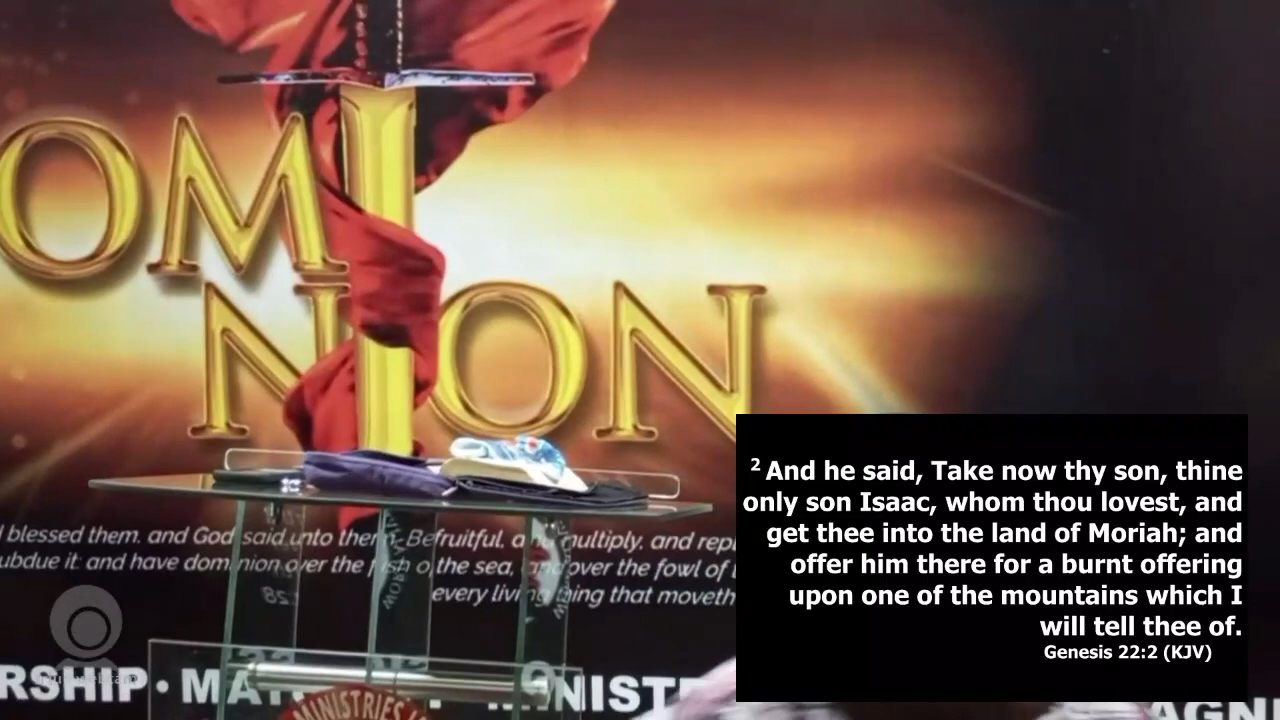 OMI
NION
blessed them. and God said unto them. Befruitful, and multiply. and
ubdue it: and have dominion over the fish of the sea, and over the fowl of
every living thing that moveth
RSHIP • MA
MINISTRIES
2 And he said, Take now thy son, thine
only son Isaac, whom thou lovest, and
get thee into the land of Moriah; and
offer him there for a burnt offering
upon one of the mountains which I
will tell thee of.
Genesis 22:2 (KJV)